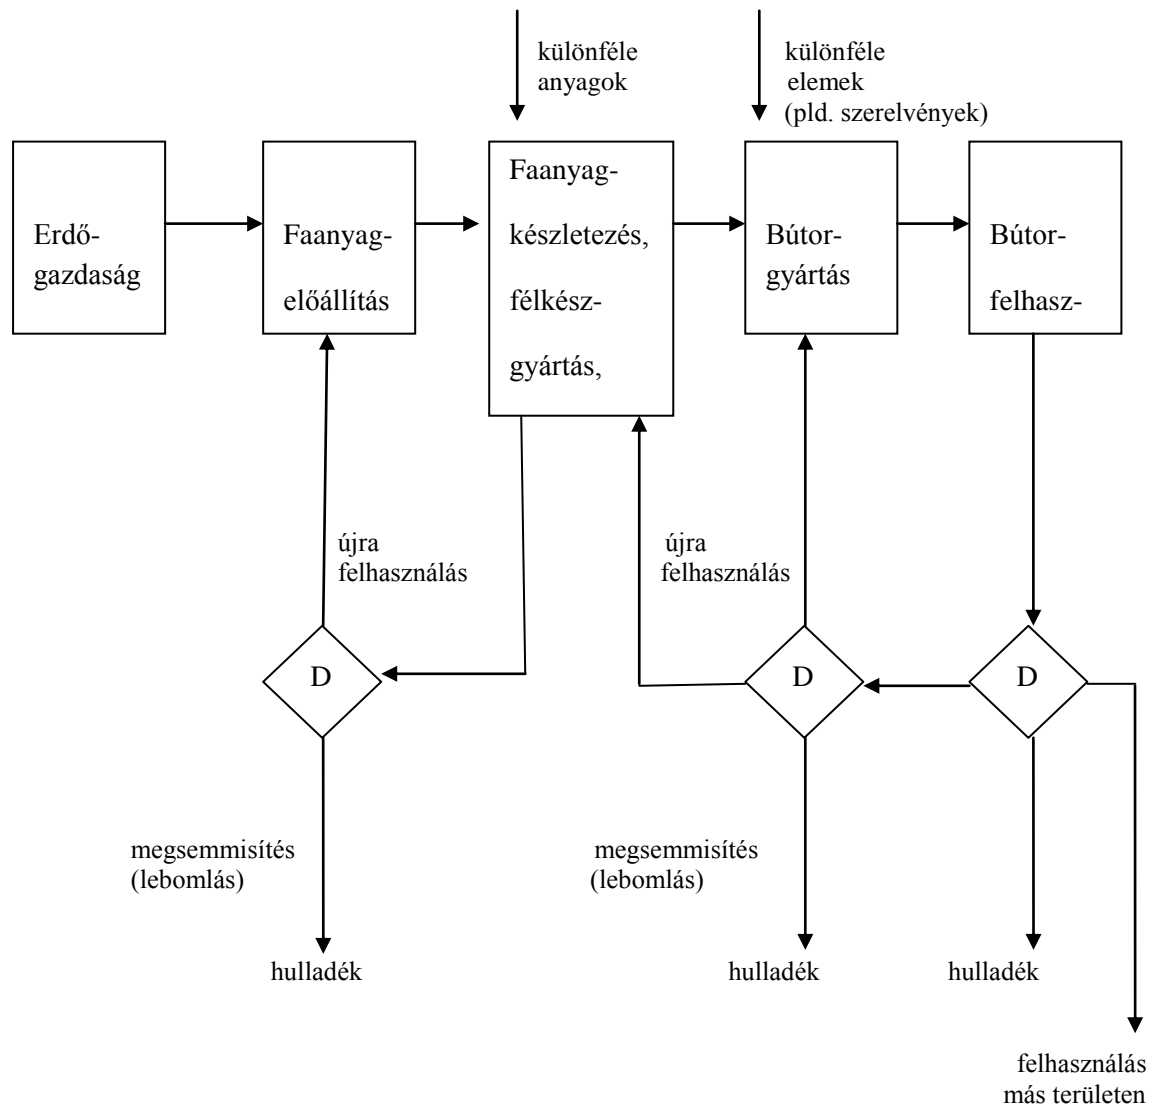 különféle
anyagok
különféle
elemek
(pld. szerelvények)
Erdő-
gazdaság
Faanyag-
előállítás
Faanyag-
készletezés,
félkész-
gyártás,
Bútor-
gyártás
Bútor-
felhasz-
újra
felhasználás
újra
felhasználás
D
D
D
megsemmisítés
(lebomlás)
megsemmisítés
(lebomlás)
hulladék
hulladék
hulladék
felhasználás
más területen